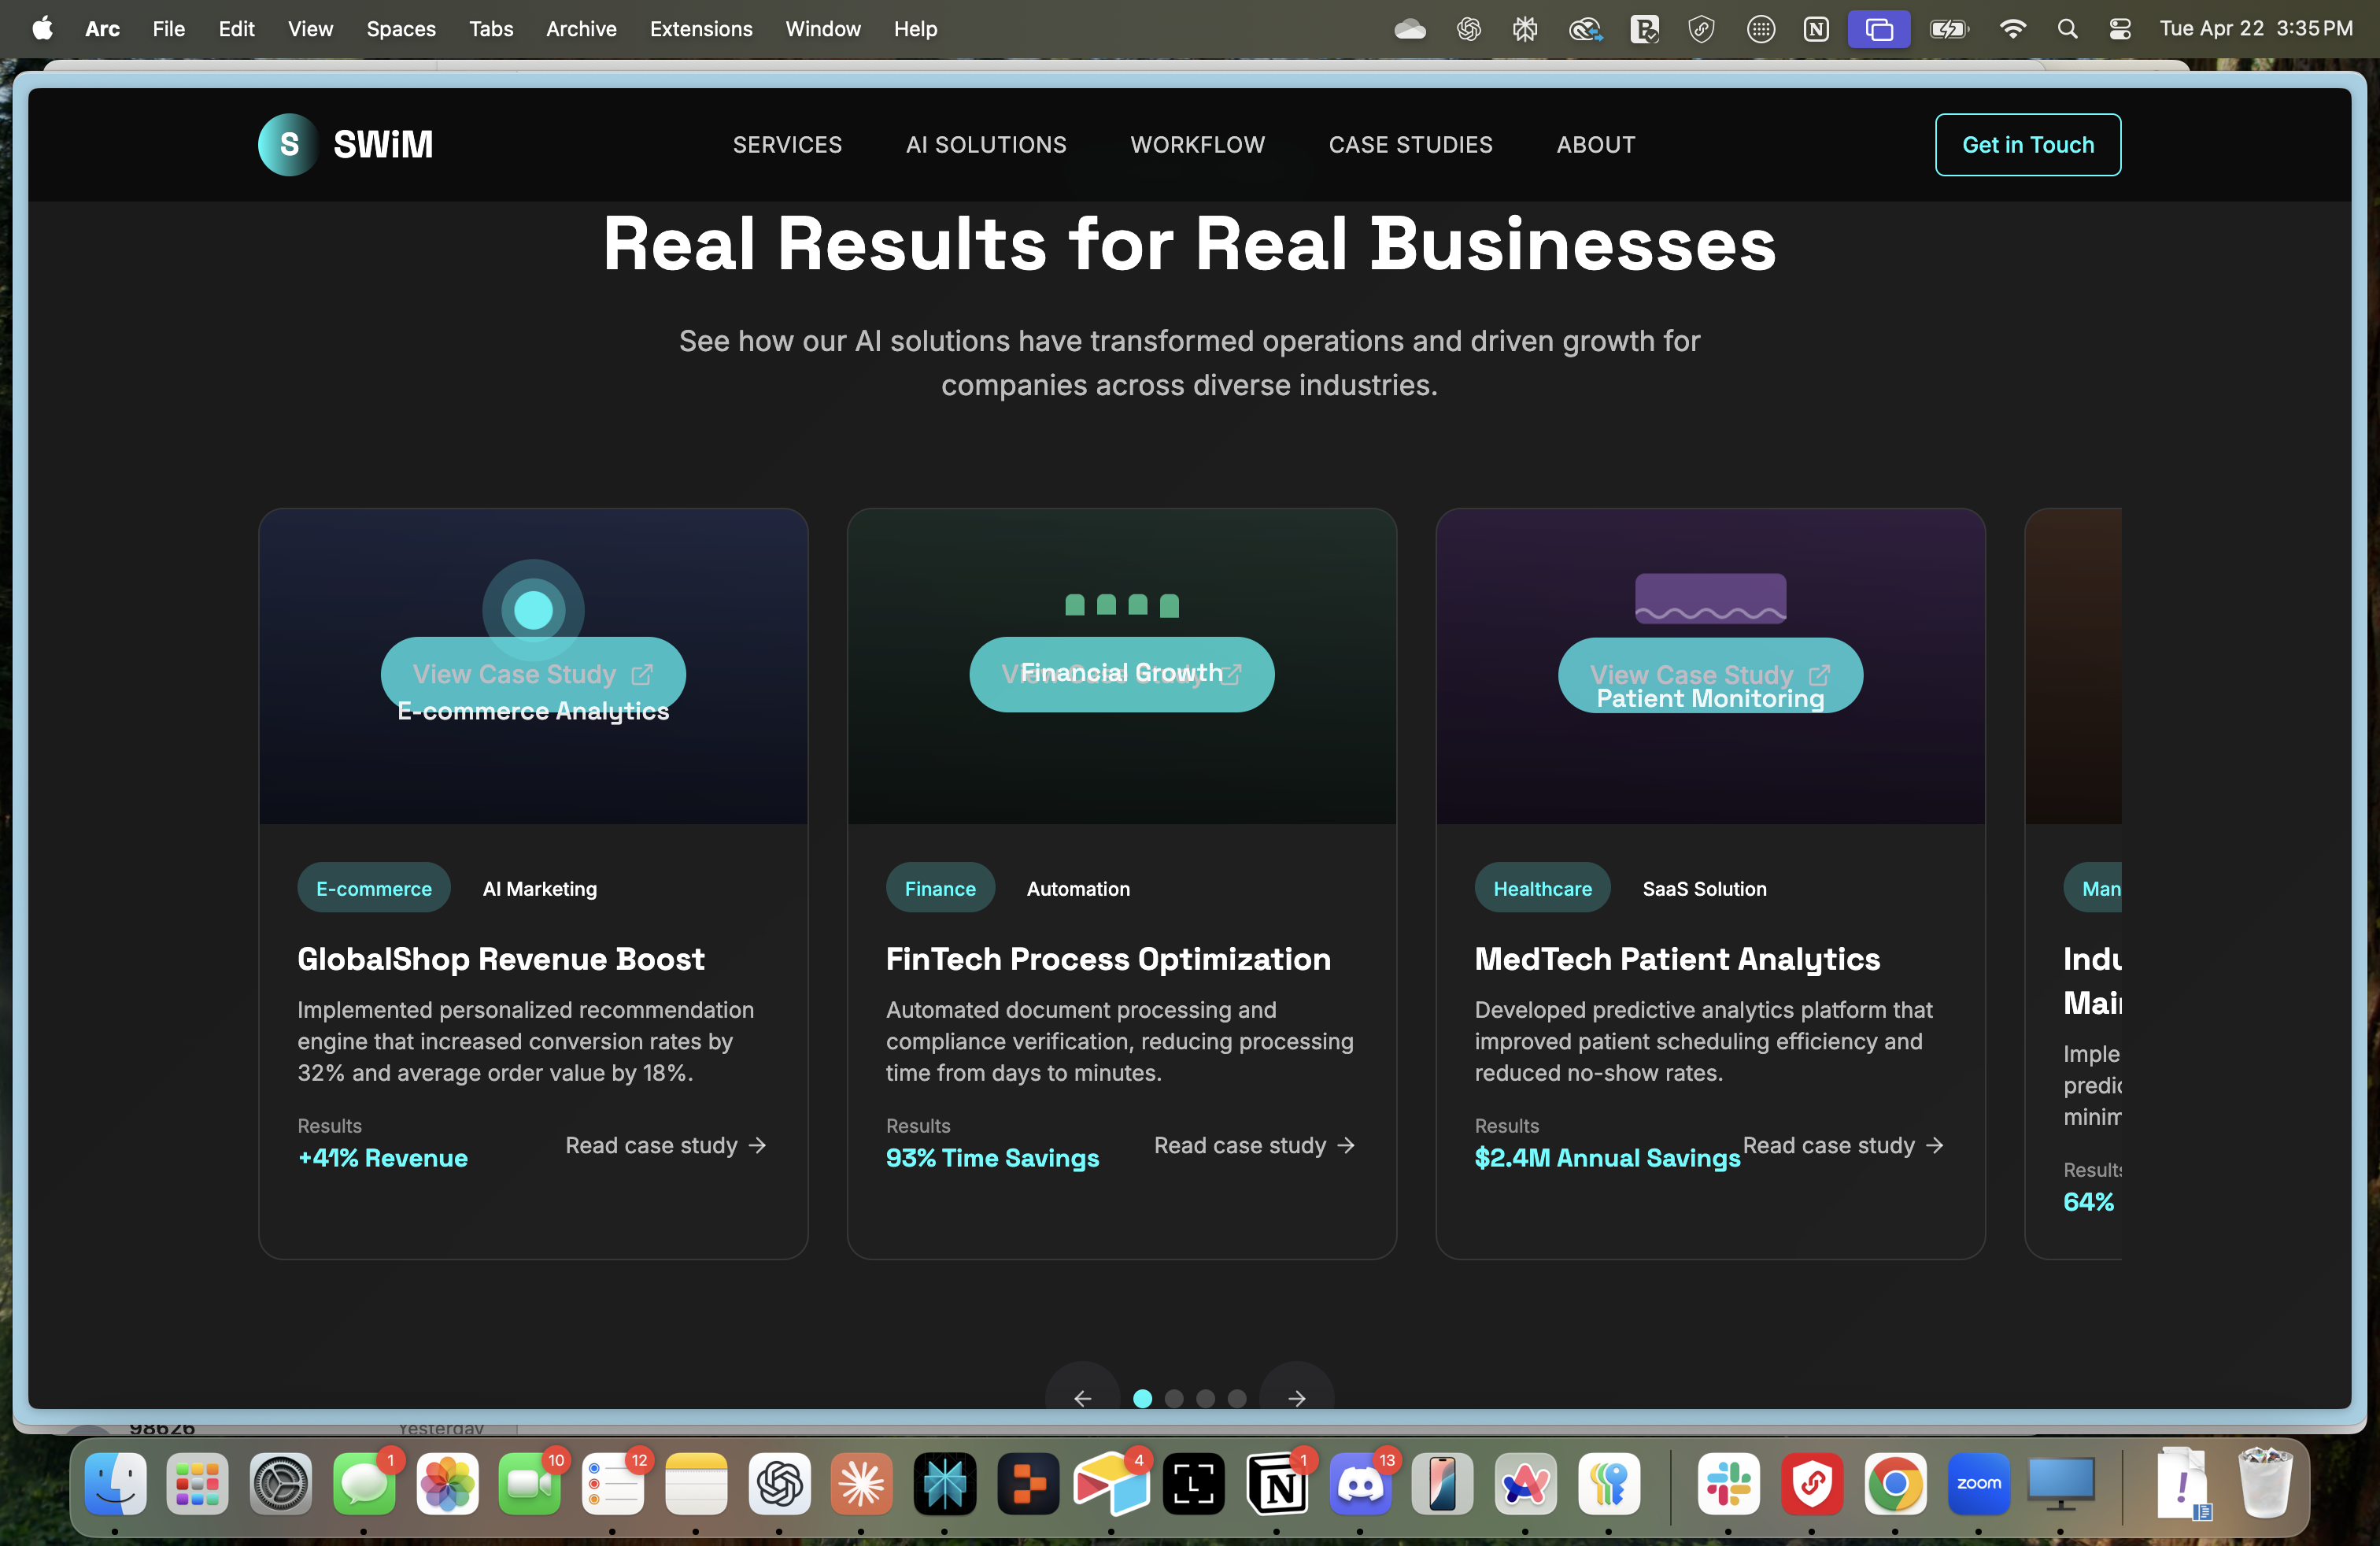 Arc File Edit View Spaces Tabs Archive Extensions Window Help Tue Apr 22 3:35 PM
S SWiM SERVICES AI SOLUTIONS WORKFLOW CASE STUDIES ABOUT Get in Touch
Real Results for Real Businesses
See how our AI solutions have transformed operations and driven growth for
companies across diverse industries.
View Case Study
E-commerce Analytics
E-commerce AI Marketing
GlobalShop Revenue Boost
Implemented personalized recommendation
engine that increased conversion rates by
32% and average order value by 18%.
Results
+41% Revenue
Read case study →
View Case Study
Financial Growth
Finance Automation
FinTech Process Optimization
Automated document processing and
compliance verification, reducing processing
time from days to minutes.
Results
93% Time Savings
Read case study →
View Case Study
Patient Monitoring
Healthcare SaaS Solution
MedTech Patient Analytics
Developed predictive analytics platform that
improved patient scheduling efficiency and
reduced no-show rates.
Results
$2.4M Annual Savings
Read case study →
Man
Indu
Mai
Imple
predic
minim
Results
64%
98626 Yesterday
1 10 12 4 1 13
zoom